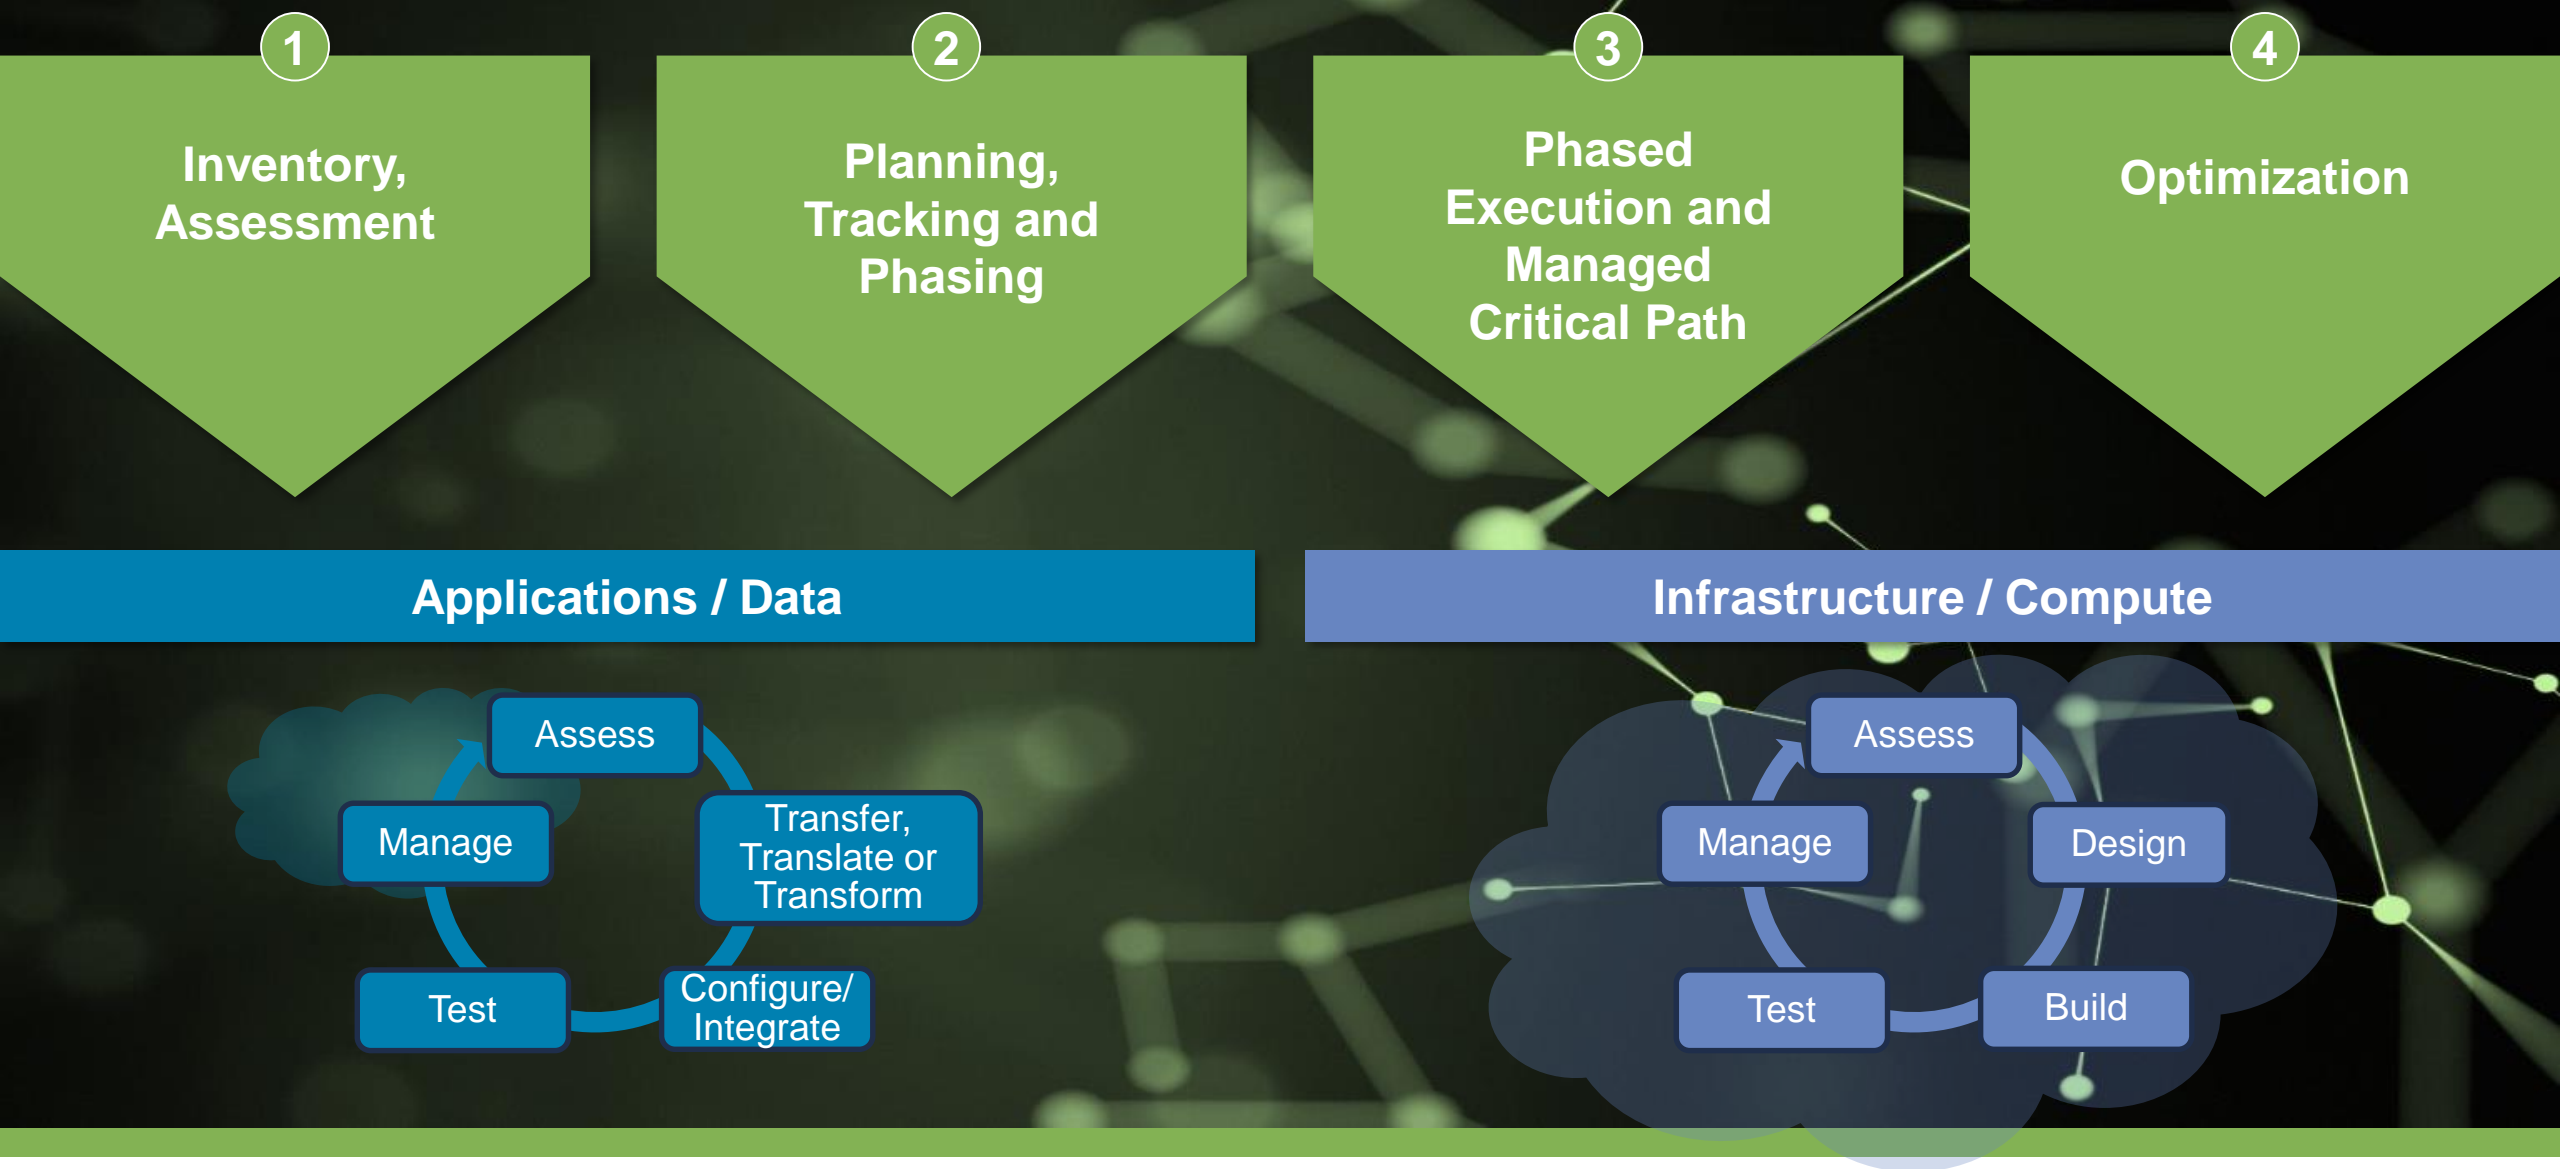 1
Inventory,
Assessment
2
Planning,
Tracking and
Phasing
3
Phased
Execution and
Managed
Critical Path
4
Optimization
Applications / Data
Assess
Transfer,
Translate or
Transform
Configure/
Integrate
Test
Manage
Infrastructure / Compute
Assess
Design
Build
Test
Manage